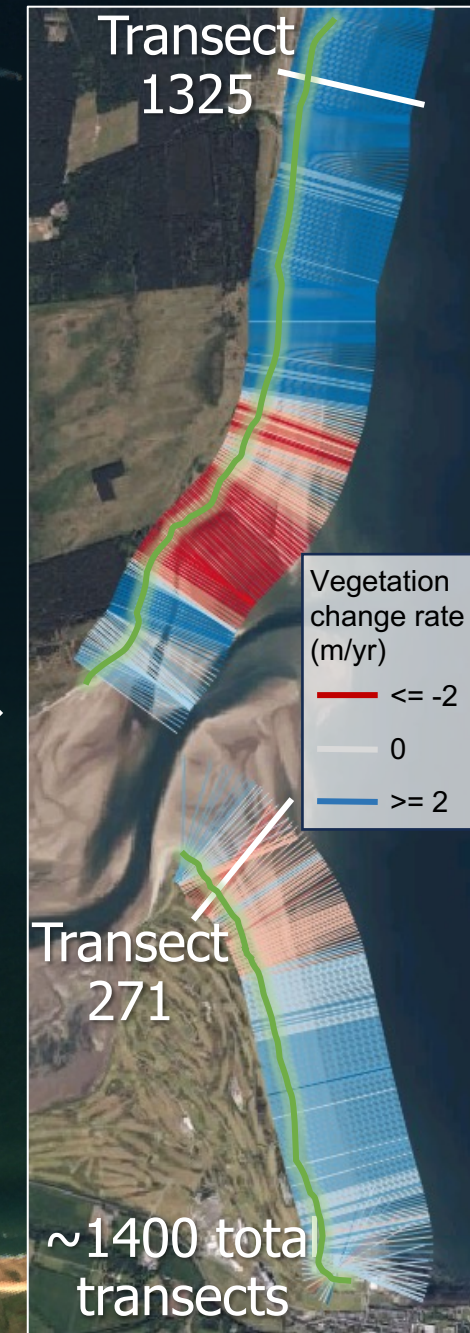 Transect
1325
Vegetation
change rate
(m/yr)
<= -2
0
>= 2
Transect
271
~1400 total
transects